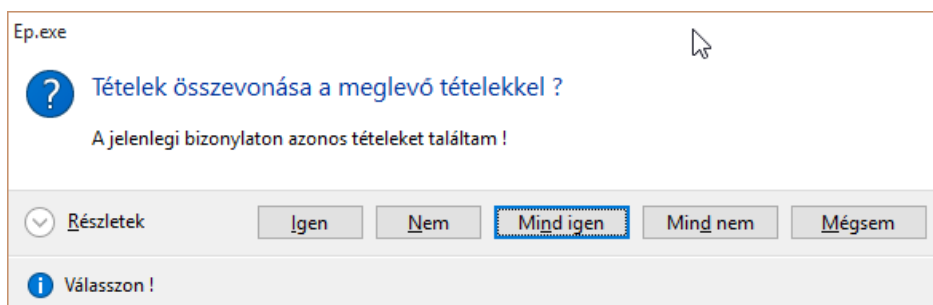 Ep.exe
Tételek összevonása a meglevő tételekkel ?
A jelenlegi bizonylaton azonos tételeket találtam !
Részletek Igen Nem Mind igen Mind nem Mégsem
Válasszon !